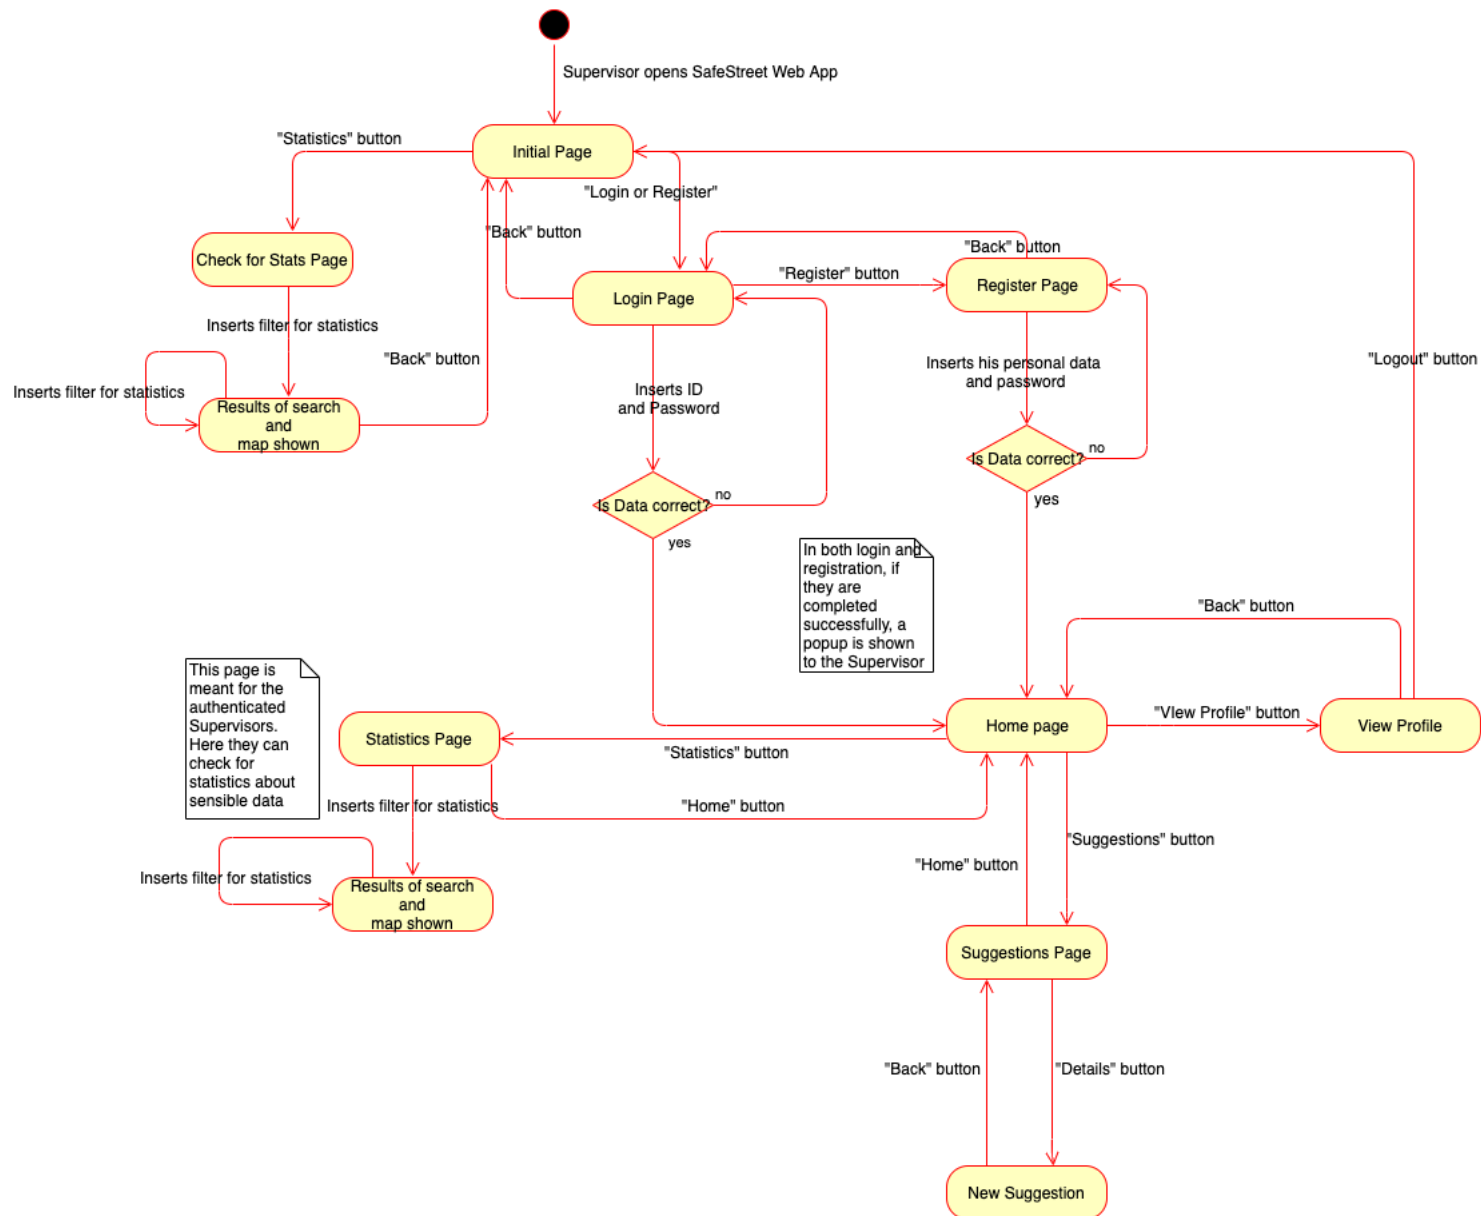 Supervisor opens SafeStreet Web App
"Statistics" button
Initial Page
"Login or Register"
"Back" button
"Back" button
Check for Stats Page
"Register" button
Register Page
Login Page
Inserts filter for statistics
"Back" button
"Logout" button
Inserts his personal data
and password
Inserts filter for statistics
Inserts ID
and Password
Results of search
and
map shown
Is Data correct?
no
yes
Is Data correct?
no
yes
In both login and
registration, if
they are
completed
successfully, a
popup is shown
to the Supervisor
"Back" button
This page is
meant for the
authenticated
Supervisors.
Here they can
check for
statistics about
sensible data
Statistics Page
"Statistics" button
Home page
"VIew Profile" button
View Profile
Inserts filter for statistics
"Home" button
"Suggestions" button
"Home" button
Inserts filter for statistics
Results of search
and
map shown
Suggestions Page
"Back" button
"Details" button
New Suggestion